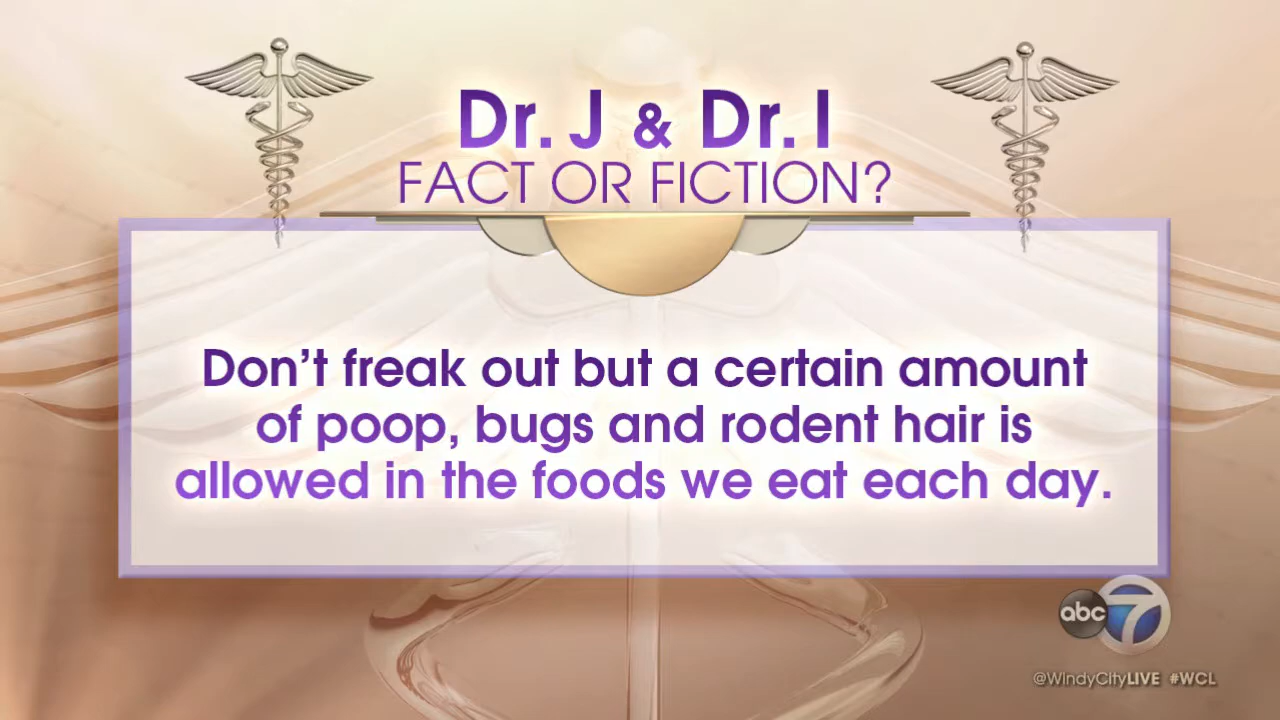 Dr. J & Dr. I
FACT OR FICTION?
Don't freak out but a certain amount
of poop, bugs and rodent hair is
allowed in the foods we eat each day.
abc 7
@WindyCityLIVE #WCL